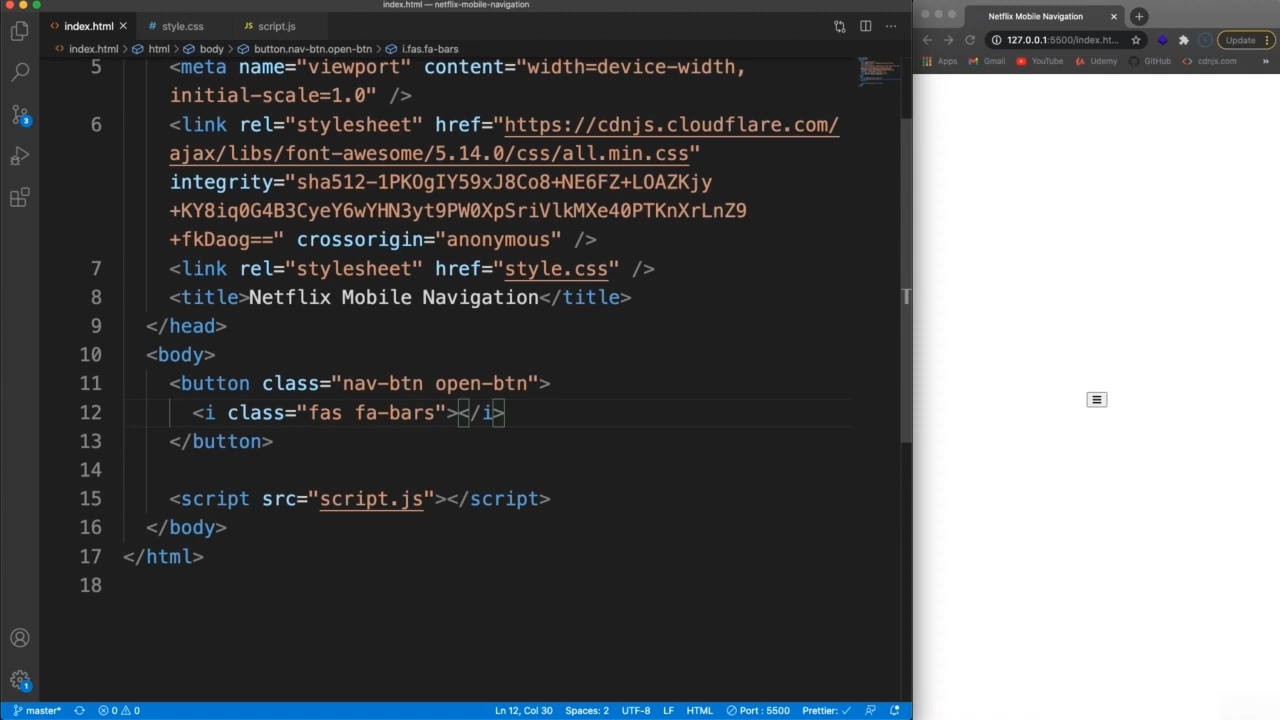 index.html — netflix-mobile-navigation
index.html
# style.css
JS script.js
index.html > html > body > button.nav-btn.open-btn > i.fas.fa-bars
5 <meta name="viewport" content="width=device-width,
initial-scale=1.0" />
6 <link rel="stylesheet" href="https://cdnjs.cloudflare.com/
ajax/libs/font-awesome/5.14.0/css/all.min.css"
integrity="sha512-1PKOgIY59xJ8Co8+NE6FZ+LOAZKjy
+KY8iq0G4B3CyeY6wYHN3yt9PW0XpSriVlkMXe40PTKnXrLnZ9
+fkDaog==" crossorigin="anonymous" />
7 <link rel="stylesheet" href="style.css" />
8 <title>Netflix Mobile Navigation</title>
9 </head>
10 <body>
11 <button class="nav-btn open-btn">
12 <i class="fas fa-bars"></i>
13 </button>
14
15 <script src="script.js"></script>
16 </body>
17 </html>
18
3
1
master*
0 0
Ln 12, Col 30
Spaces: 2
UTF-8
LF
HTML
Port : 5500
Prettier: ✓
Netflix Mobile Navigation
127.0.0.1:5500/index.ht...
Update
Apps
Gmail
YouTube
Udemy
GitHub
cdnjs.com
»
T